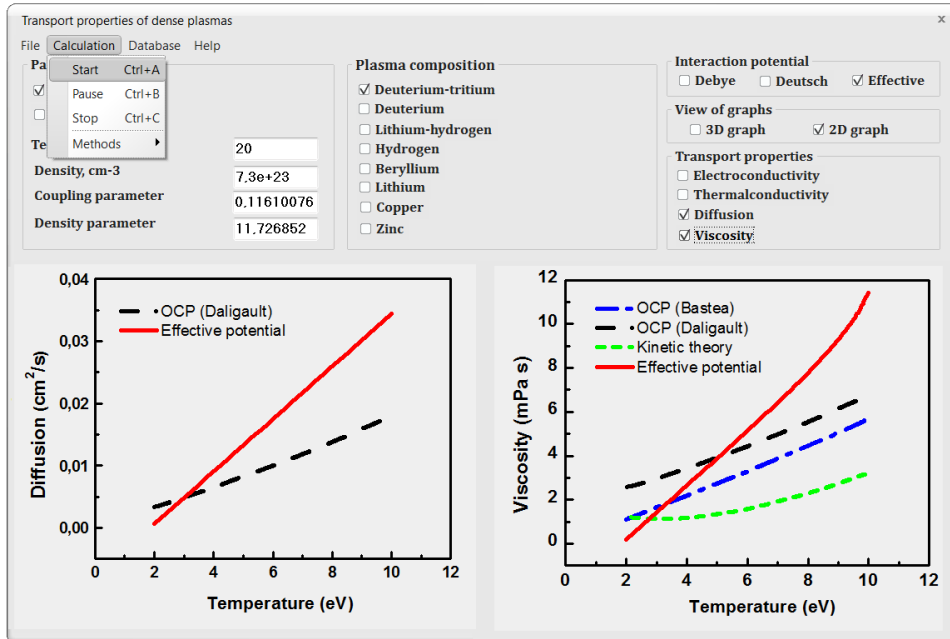 Transport properties of dense plasmas
x
File Calculation Database Help
Start Ctrl+A
Pause Ctrl+B
Stop Ctrl+C
Methods
Pa
Te
20
Density, cm-3
7,3e+23
Coupling parameter
0,11610076
Density parameter
11,726852
Plasma composition
Deuterium-tritium
Deuterium
Lithium-hydrogen
Hydrogen
Beryllium
Lithium
Copper
Zinc
Interaction potential
Debye Deutsch Effective
View of graphs
3D graph 2D graph
Transport properties
Electroconductivity
Thermalconductivity
Diffusion
Viscosity
0,04
0,03
0,02
0,01
0,00
Diffusion (cm²/s)
OCP (Daligault)
Effective potential
0 2 4 6 8 10 12
Temperature (eV)
12
10
8
6
4
2
0
Viscosity (mPa s)
OCP (Bastea)
OCP (Daligault)
Kinetic theory
Effective potential
0 2 4 6 8 10 12
Temperature (eV)